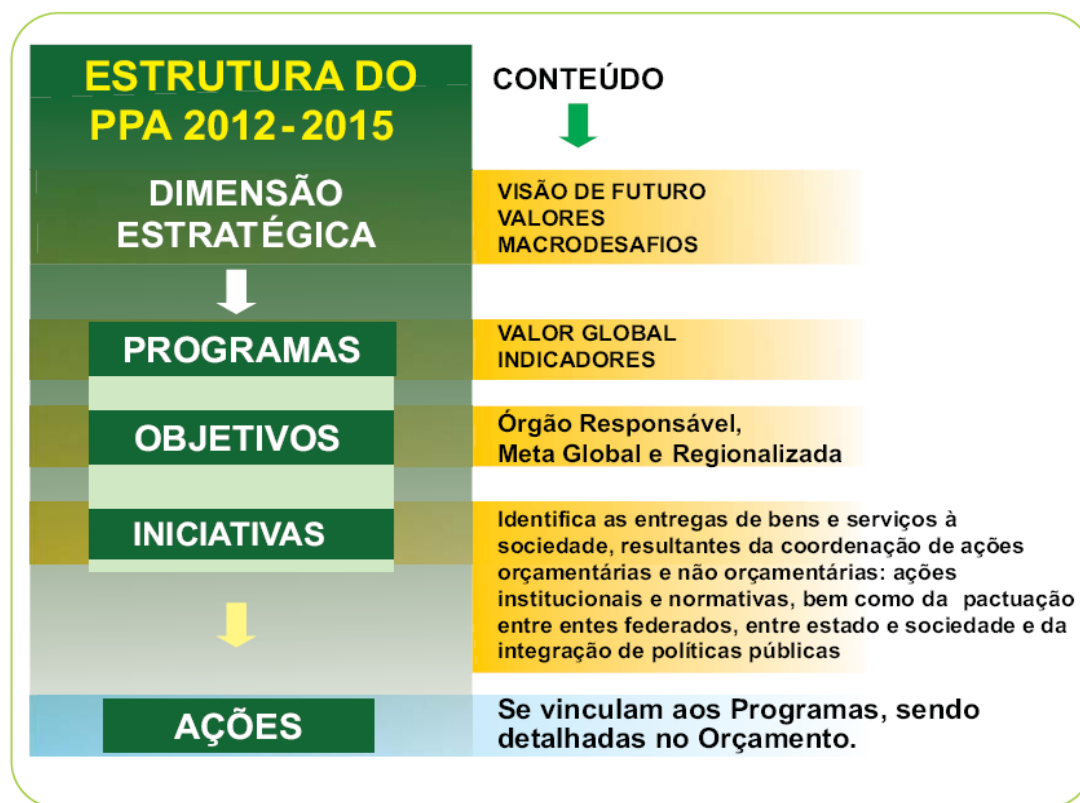 ESTRUTURA DO
PPA 2012-2015
CONTEÚDO
DIMENSÃO
ESTRATÉGICA
VISÃO DE FUTURO
VALORES
MACRODESAFIOS
PROGRAMAS
VALOR GLOBAL
INDICADORES
OBJETIVOS
Órgão Responsável,
Meta Global e Regionalizada
INICIATIVAS
Identifica as entregas de bens e serviços à
sociedade, resultantes da coordenação de ações
orçamentárias e não orçamentárias: ações
institucionais e normativas, bem como da pactuação
entre entes federados, entre estado e sociedade e da
integração de políticas públicas
AÇÕES
Se vinculam aos Programas, sendo
detalhadas no Orçamento.